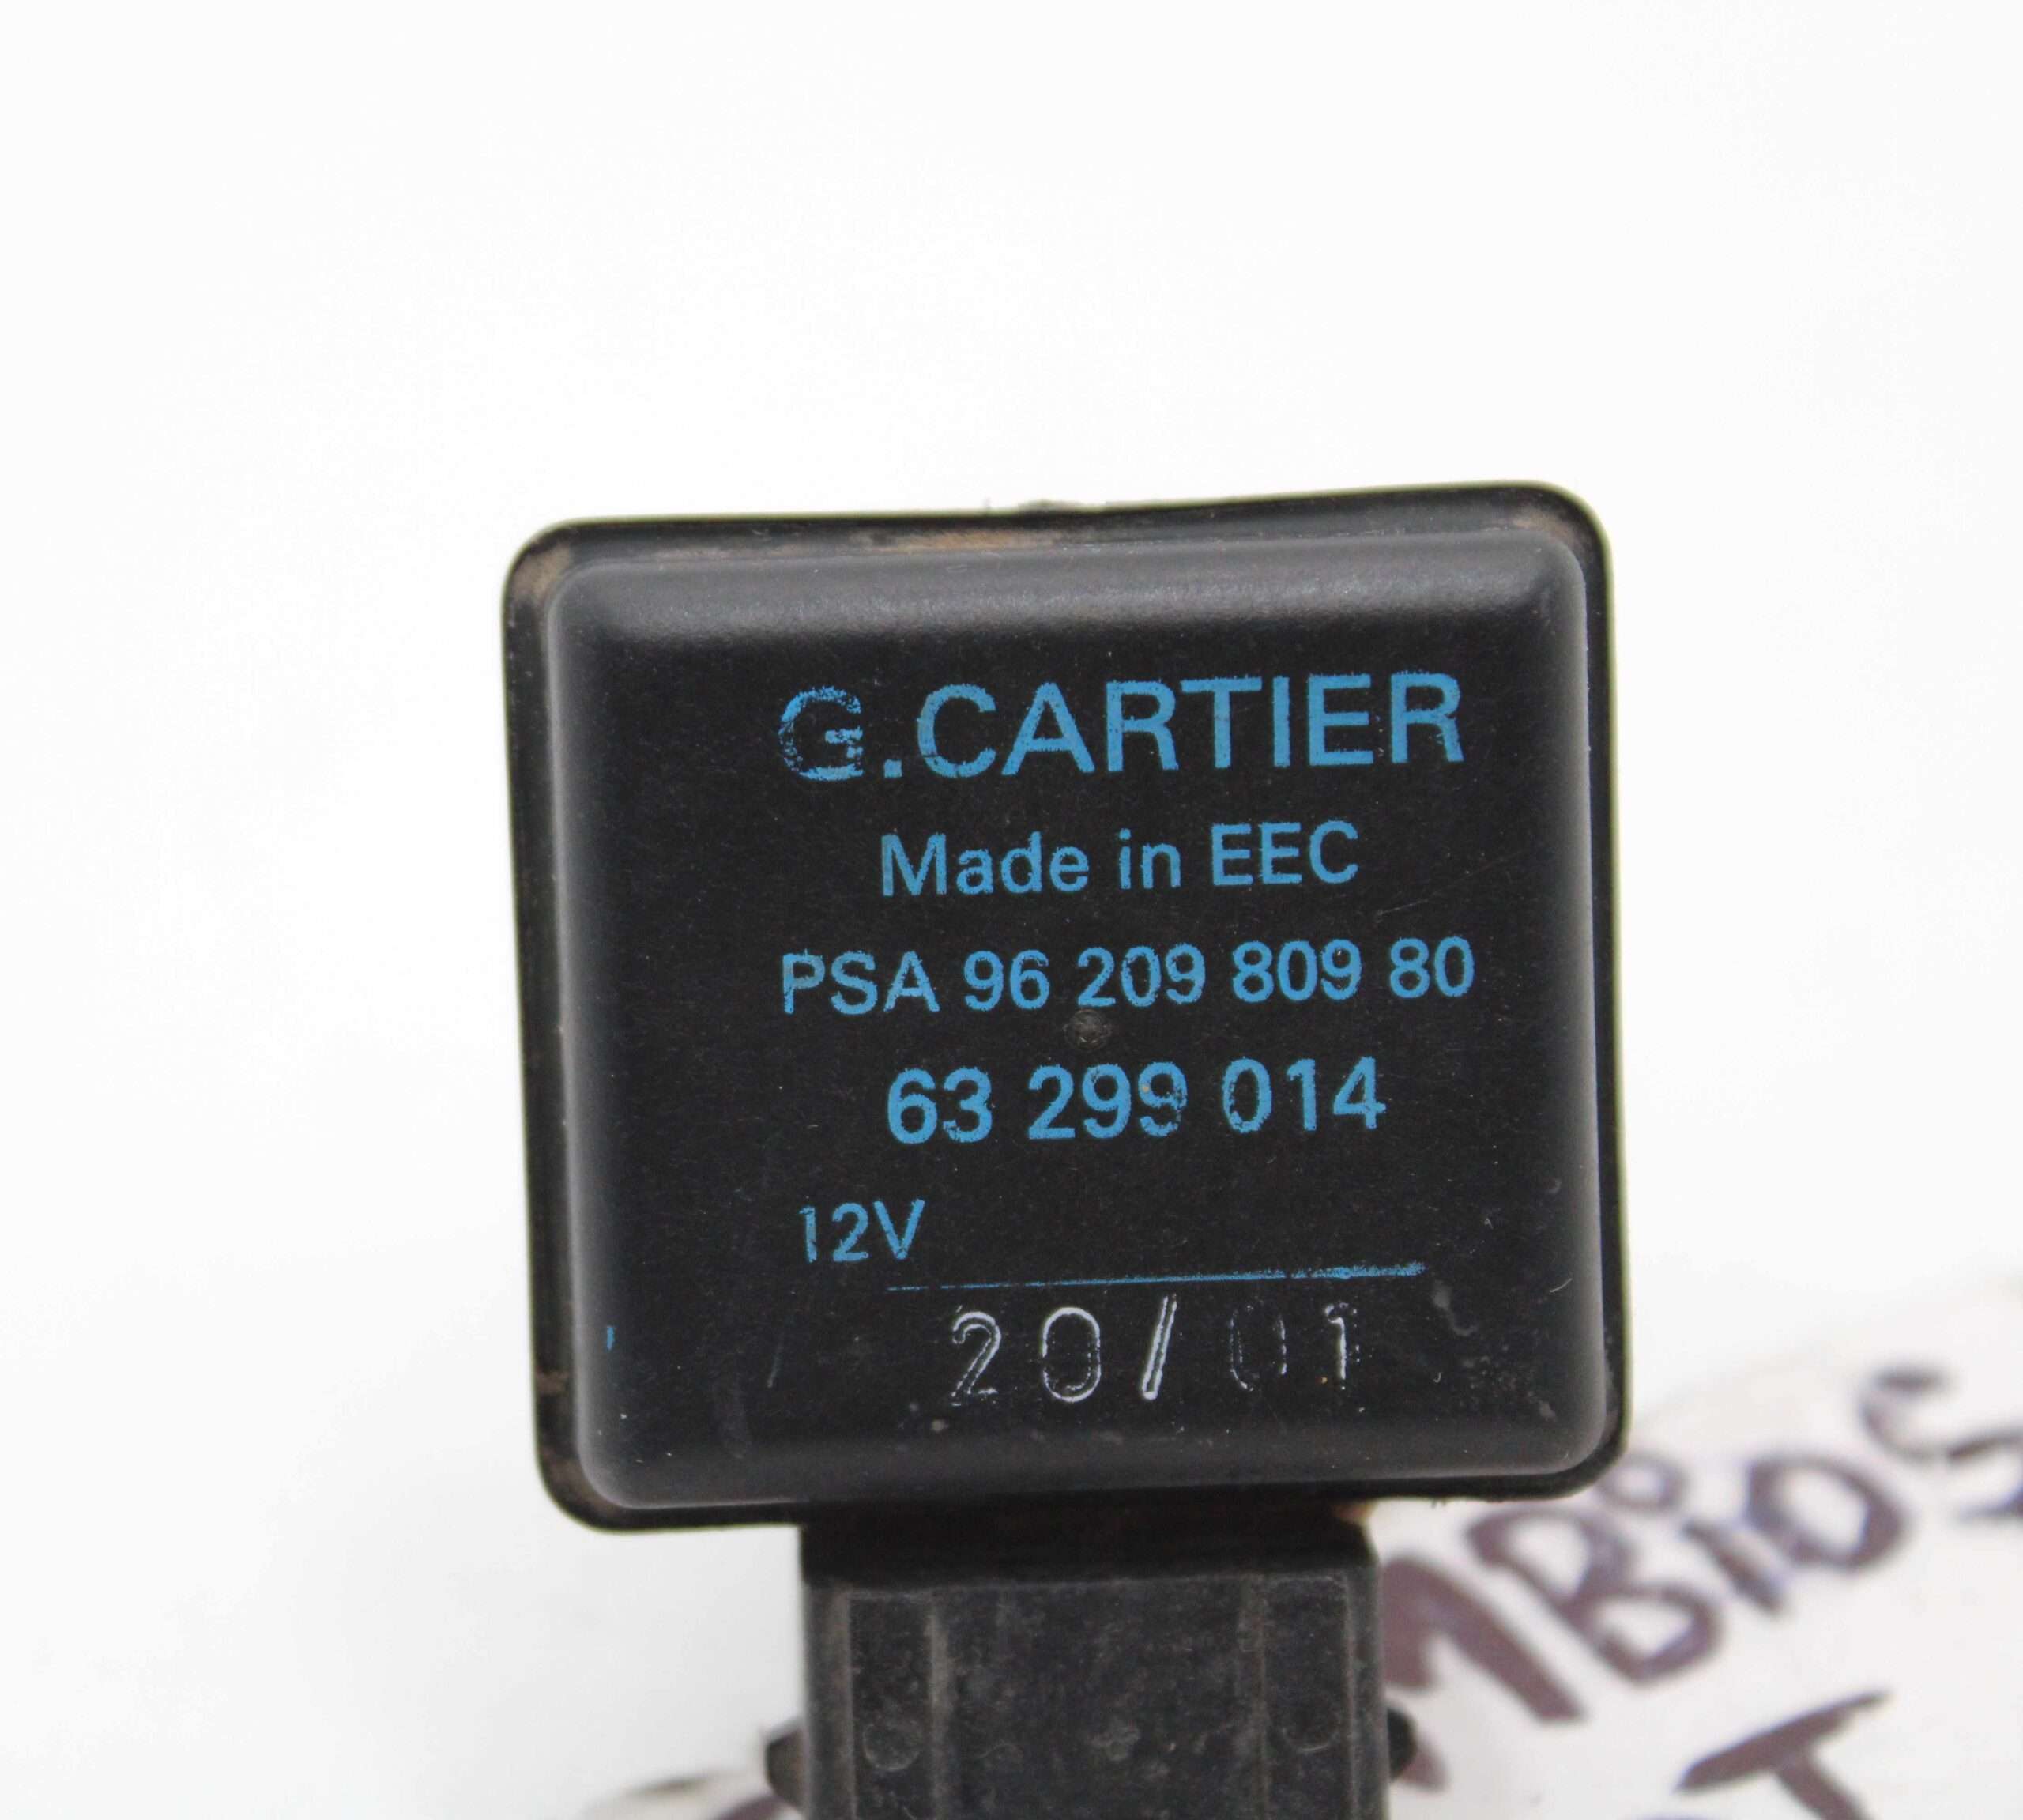 G.CARTIER
Made in EEC
PSA 96 209 809 80
63 299 014
12V
20/01